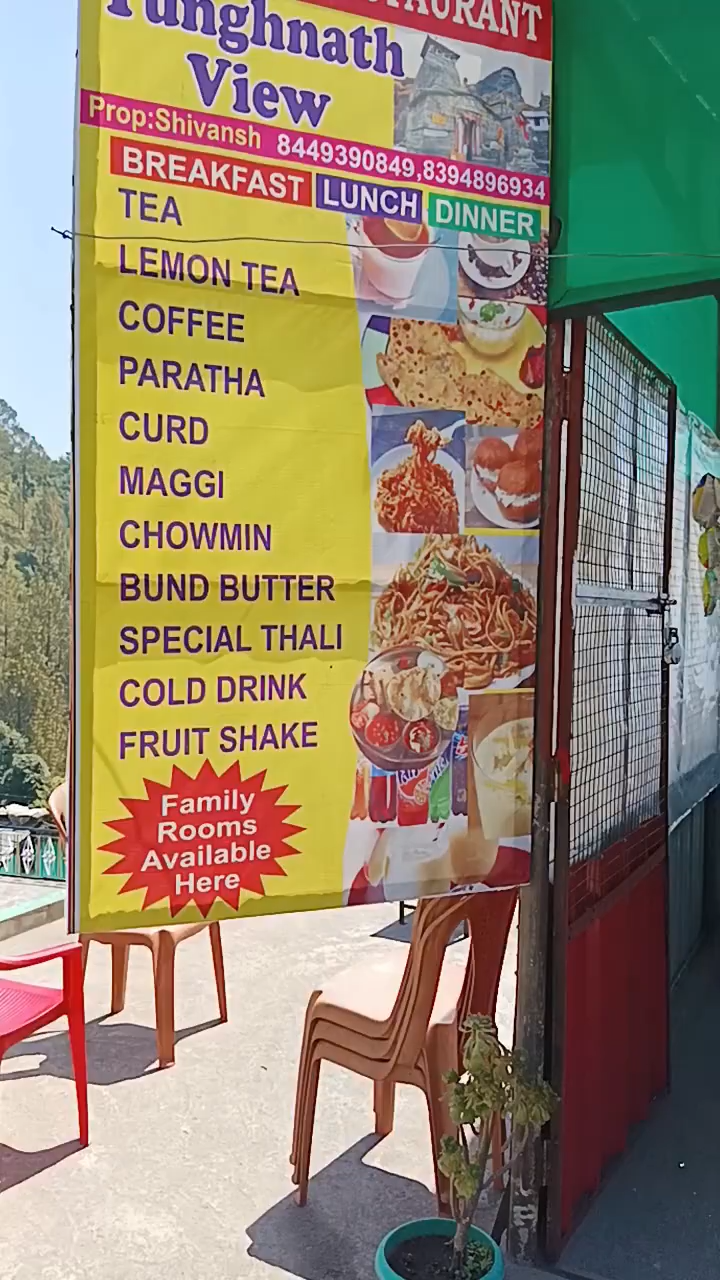 RESTAURANT
Tunghnath
View
Prop:Shivansh 8449390849,8394896934
BREAKFAST LUNCH DINNER
TEA
LEMON TEA
COFFEE
PARATHA
CURD
MAGGI
CHOWMIN
BUND BUTTER
SPECIAL THALI
COLD DRINK
FRUIT SHAKE
Family
Rooms
Available
Here